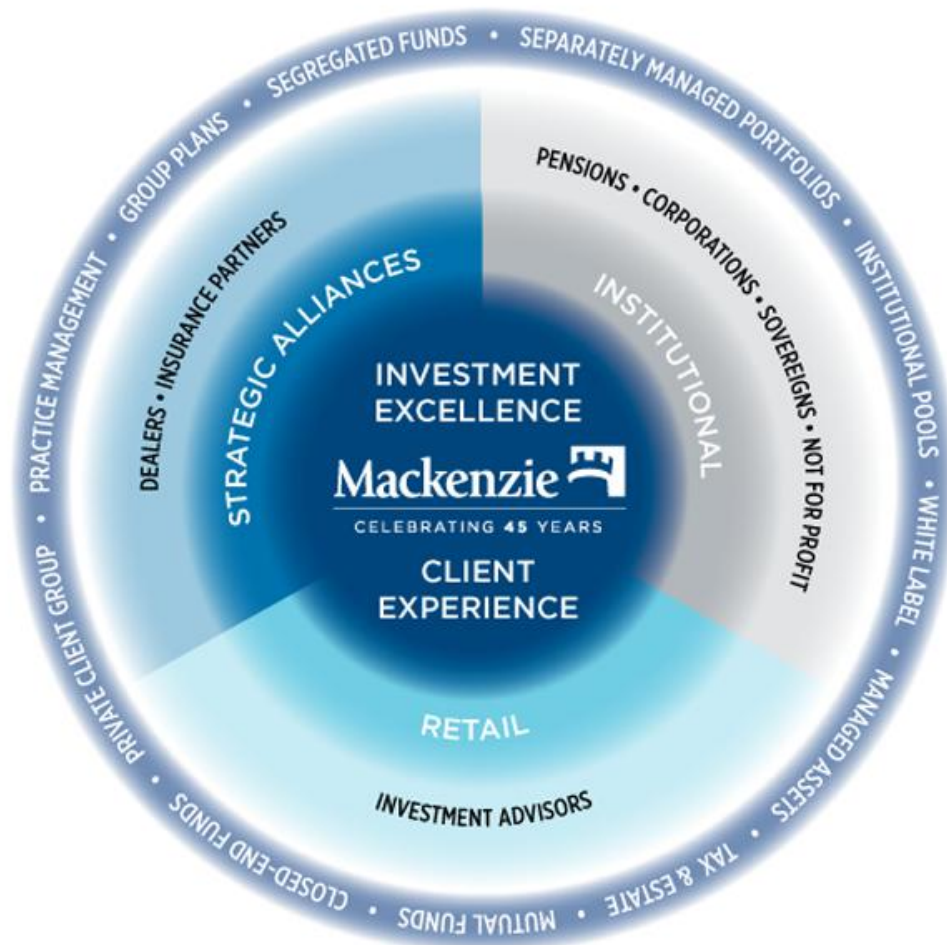 SEGREGATED FUNDS • SEPARATELY MANAGED PORTFOLIOS • INSTITUTIONAL POOLS • WHITE LABEL • MANAGED ASSETS • TAX & ESTATE • MUTUAL FUNDS • CLOSED-END FUNDS • PRIVATE CLIENT GROUP • PRACTICE MANAGEMENT • GROUP PLANS •
DEALERS • INSURANCE PARTNERS
STRATEGIC ALLIANCES
PENSIONS • CORPORATIONS • SOVEREIGNS • NOT FOR PROFIT
INSTITUTIONAL
INVESTMENT
EXCELLENCE
Mackenzie
CELEBRATING 45 YEARS
CLIENT
EXPERIENCE
RETAIL
INVESTMENT ADVISORS